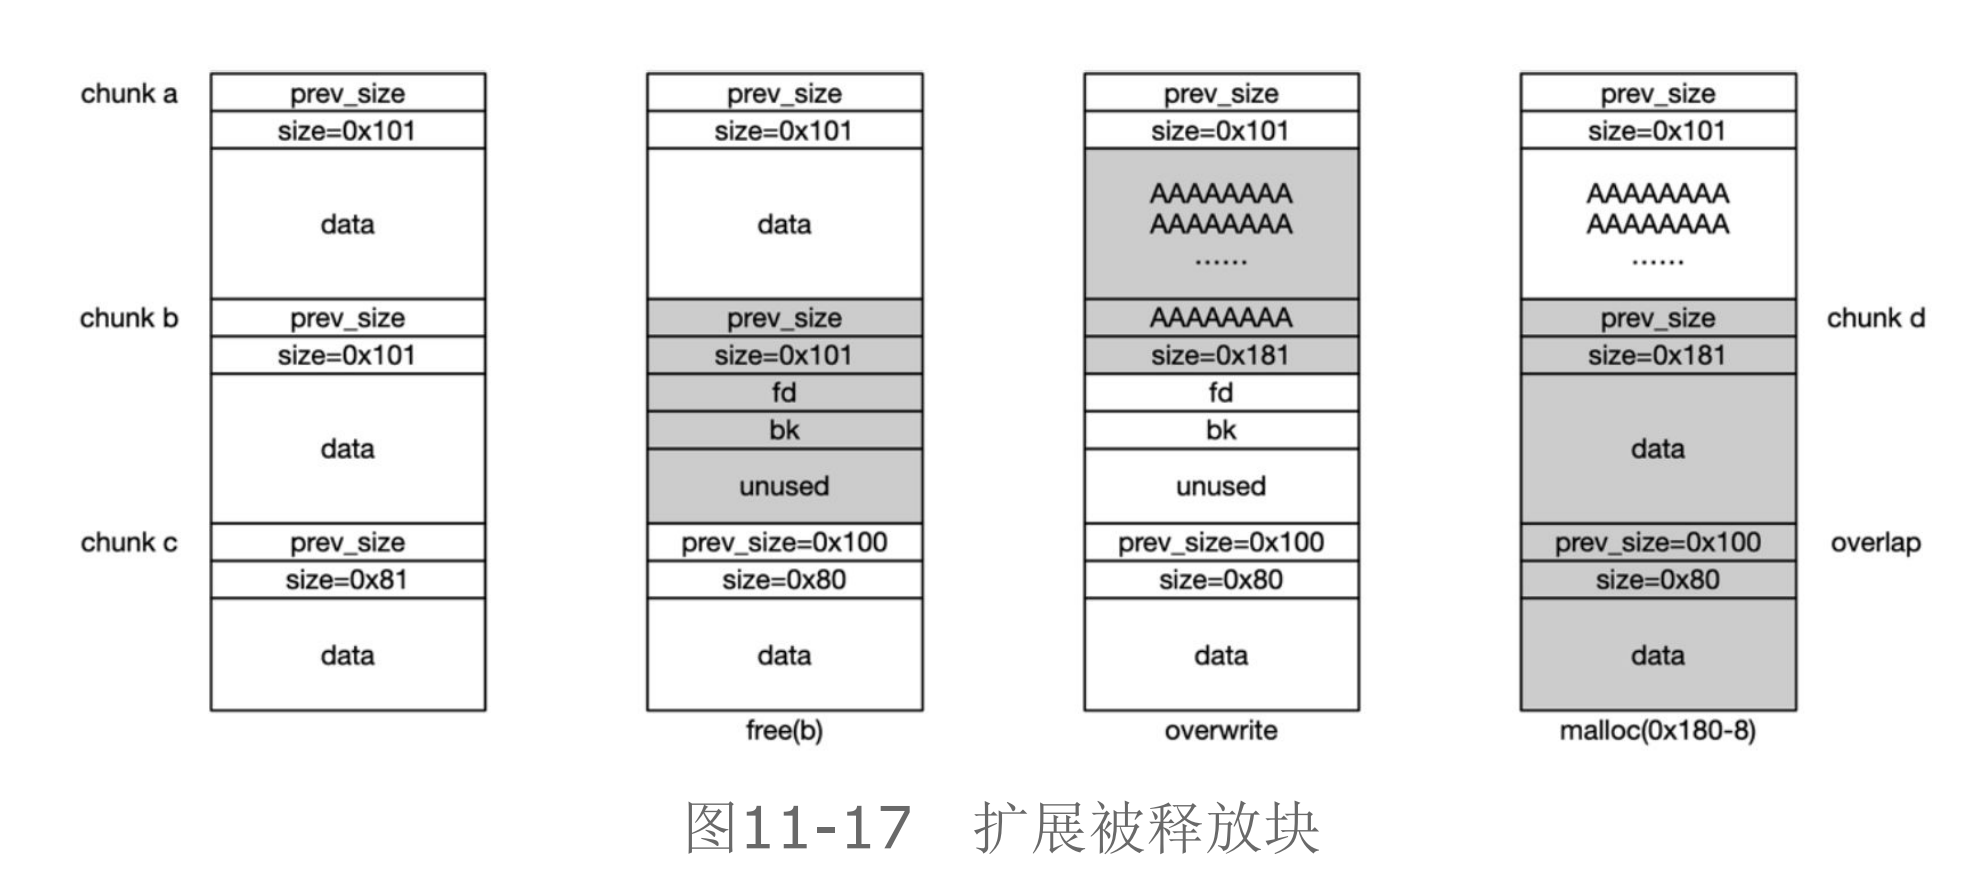 chunk a
prev_size
size=0x101
data
chunk b
prev_size
size=0x101
data
chunk c
prev_size
size=0x81
data
prev_size
size=0x101
data
prev_size
size=0x101
fd
bk
unused
prev_size=0x100
size=0x80
data
free(b)
prev_size
size=0x101
AAAAAAAA
AAAAAAAA
······
AAAAAAAA
size=0x181
fd
bk
unused
prev_size=0x100
size=0x80
data
overwrite
prev_size
size=0x101
AAAAAAAA
AAAAAAAA
······
prev_size
chunk d
size=0x181
data
prev_size=0x100
overlap
size=0x80
data
malloc(0x180-8)
图11-17 扩展被释放块